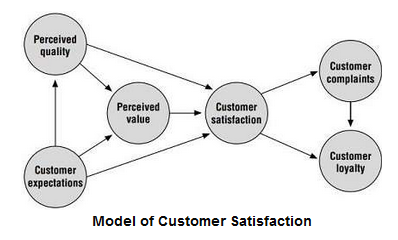 Perceived
quality
Customer
complaints
Perceived
value
Customer
satisfaction
Customer
expectations
Customer
loyalty
Model of Customer Satisfaction